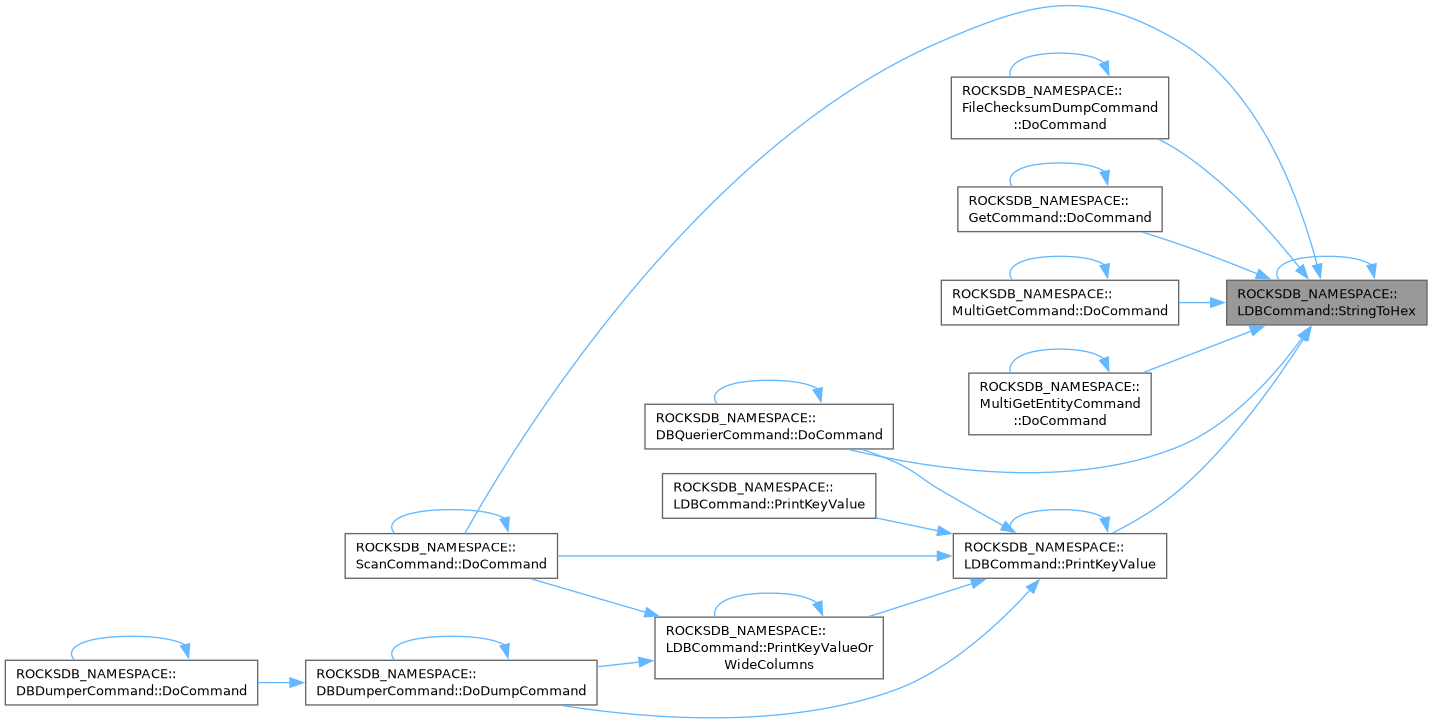 ROCKSDB_NAMESPACE::
FileChecksumDumpCommand
::DoCommand
ROCKSDB_NAMESPACE::
GetCommand::DoCommand
ROCKSDB_NAMESPACE::
MultiGetCommand::DoCommand
ROCKSDB_NAMESPACE::
LDBCommand::StringToHex
ROCKSDB_NAMESPACE::
MultiGetEntityCommand
::DoCommand
ROCKSDB_NAMESPACE::
DBQuerierCommand::DoCommand
ROCKSDB_NAMESPACE::
LDBCommand::PrintKeyValue
ROCKSDB_NAMESPACE::
ScanCommand::DoCommand
ROCKSDB_NAMESPACE::
LDBCommand::PrintKeyValue
ROCKSDB_NAMESPACE::
LDBCommand::PrintKeyValueOr
WideColumns
ROCKSDB_NAMESPACE::
DBDumperCommand::DoCommand
ROCKSDB_NAMESPACE::
DBDumperCommand::DoDumpCommand